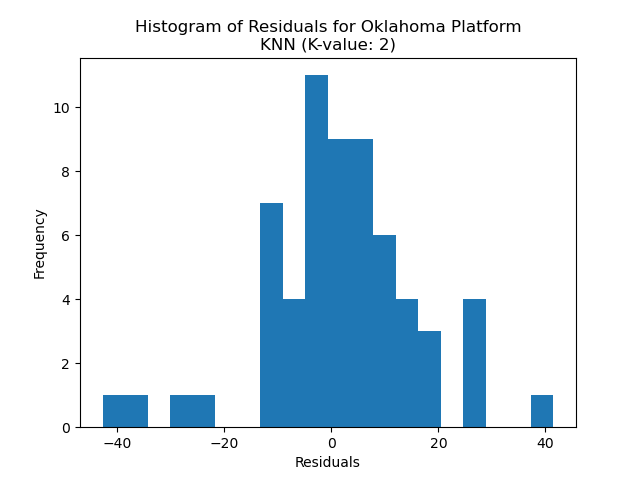 Histogram of Residuals for Oklahoma Platform
KNN (K-value: 2)
10
8
6
4
2
0
Frequency
−40
−20
0
20
40
Residuals